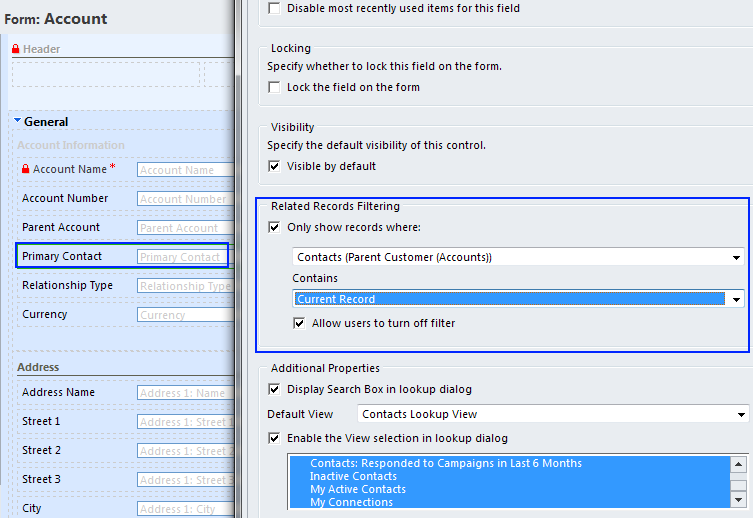 Form: Account
Header
General
Account Information
Account Name * Account Name
Account Number Account Number
Parent Account Parent Account
Primary Contact Primary Contact
Relationship Type Relationship Type
Currency Currency
Address
Address Name Address 1: Name
Street 1 Address 1: Street 1
Street 2 Address 1: Street
Street 3 Address 1: Street
City Address 1: City
Disable most recently used items for this field
Locking
Specify whether to lock this field on the form.
Lock the field on the form
Visibility
Specify the default visibility of this control.
Visible by default
Related Records Filtering
Only show records where:
Contacts (Parent Customer (Accounts))
Contains
Current Record
Allow users to turn off filter
Additional Properties
Display Search Box in lookup dialog
Default View Contacts Lookup View
Enable the View selection in lookup dialog
Contacts: Responded to Campaigns in Last 6 Months
Inactive Contacts
My Active Contacts
My Connections